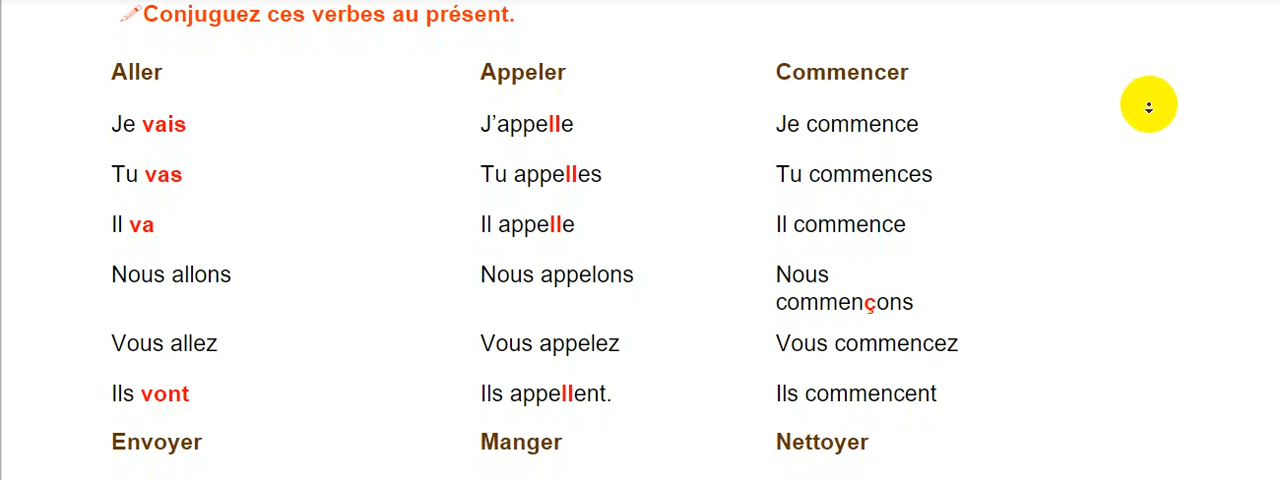 Conjuguez ces verbes au présent.
Aller Appeler Commencer
Je vais J’appelle Je commence
Tu vas Tu appelles Tu commences
Il va Il appelle Il commence
Nous allons Nous appelons Nous
commençons
Vous allez Vous appelez Vous commencez
Ils vont Ils appellent. Ils commencent
Envoyer Manger Nettoyer